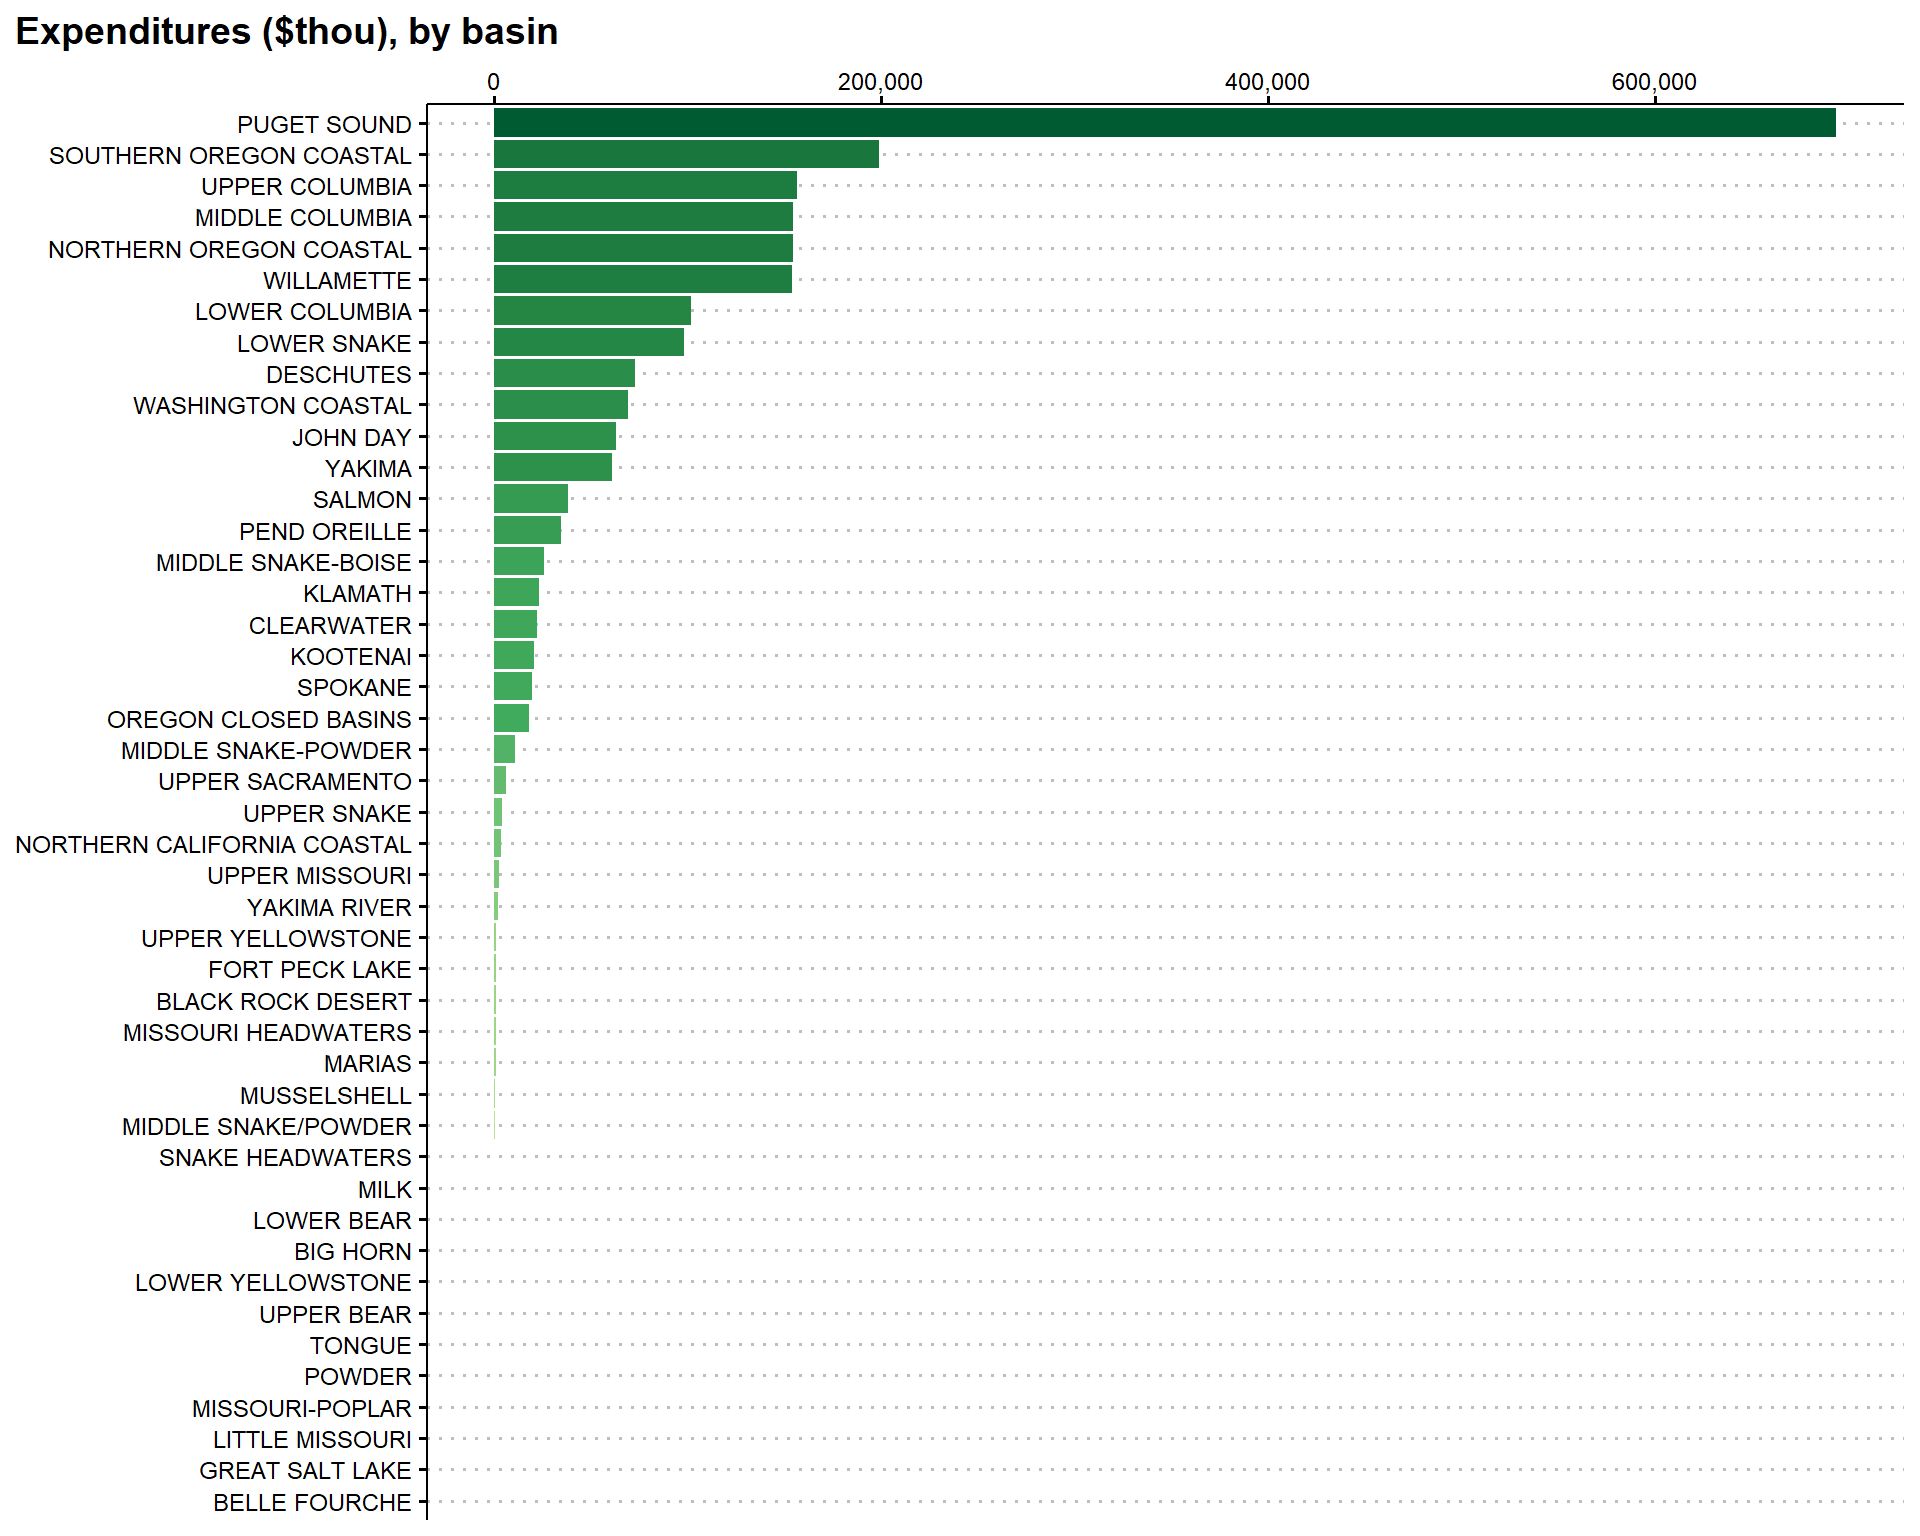 Expenditures ($thou), by basin
0 200,000 400,000 600,000
PUGET SOUND
SOUTHERN OREGON COASTAL
UPPER COLUMBIA
MIDDLE COLUMBIA
NORTHERN OREGON COASTAL
WILLAMETTE
LOWER COLUMBIA
LOWER SNAKE
DESCHUTES
WASHINGTON COASTAL
JOHN DAY
YAKIMA
SALMON
PEND OREILLE
MIDDLE SNAKE-BOISE
KLAMATH
CLEARWATER
KOOTENAI
SPOKANE
OREGON CLOSED BASINS
MIDDLE SNAKE-POWDER
UPPER SACRAMENTO
UPPER SNAKE
NORTHERN CALIFORNIA COASTAL
UPPER MISSOURI
YAKIMA RIVER
UPPER YELLOWSTONE
FORT PECK LAKE
BLACK ROCK DESERT
MISSOURI HEADWATERS
MARIAS
MUSSELSHELL
MIDDLE SNAKE/POWDER
SNAKE HEADWATERS
MILK
LOWER BEAR
BIG HORN
LOWER YELLOWSTONE
UPPER BEAR
TONGUE
POWDER
MISSOURI-POPLAR
LITTLE MISSOURI
GREAT SALT LAKE
BELLE FOURCHE